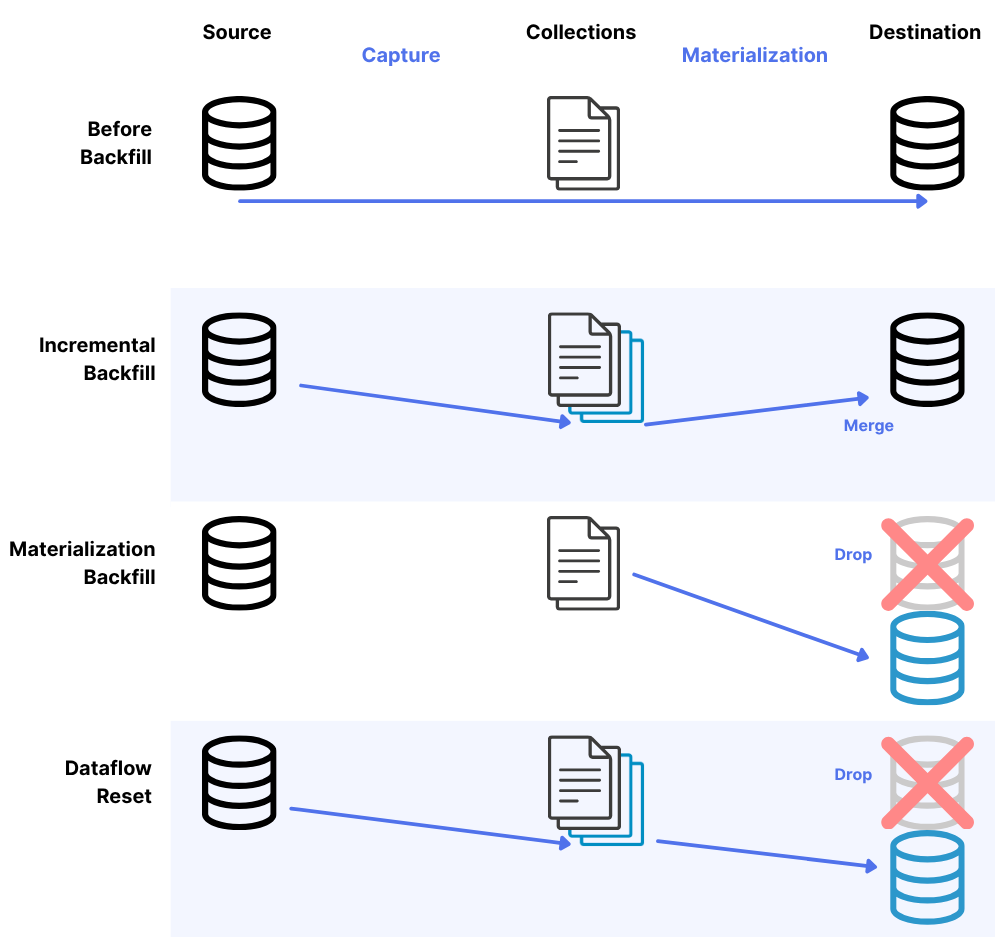 Source
Collections
Destination
Capture
Materialization
Before
Backfill
Incremental
Backfill
Merge
Materialization
Backfill
Drop
Dataflow
Reset
Drop